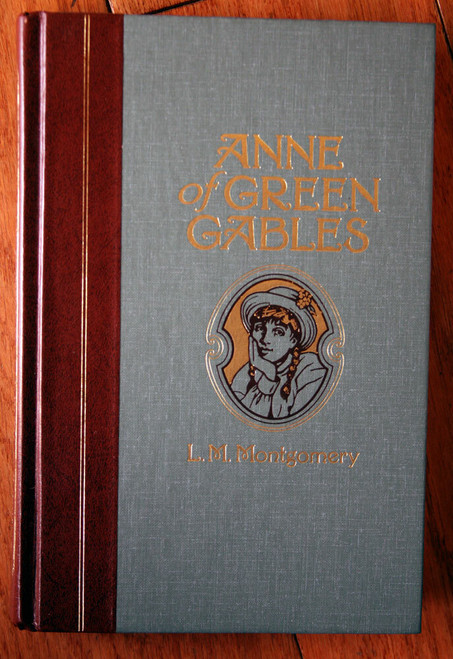 ANNE
of GREEN
GABLES
L. M. Montgomery